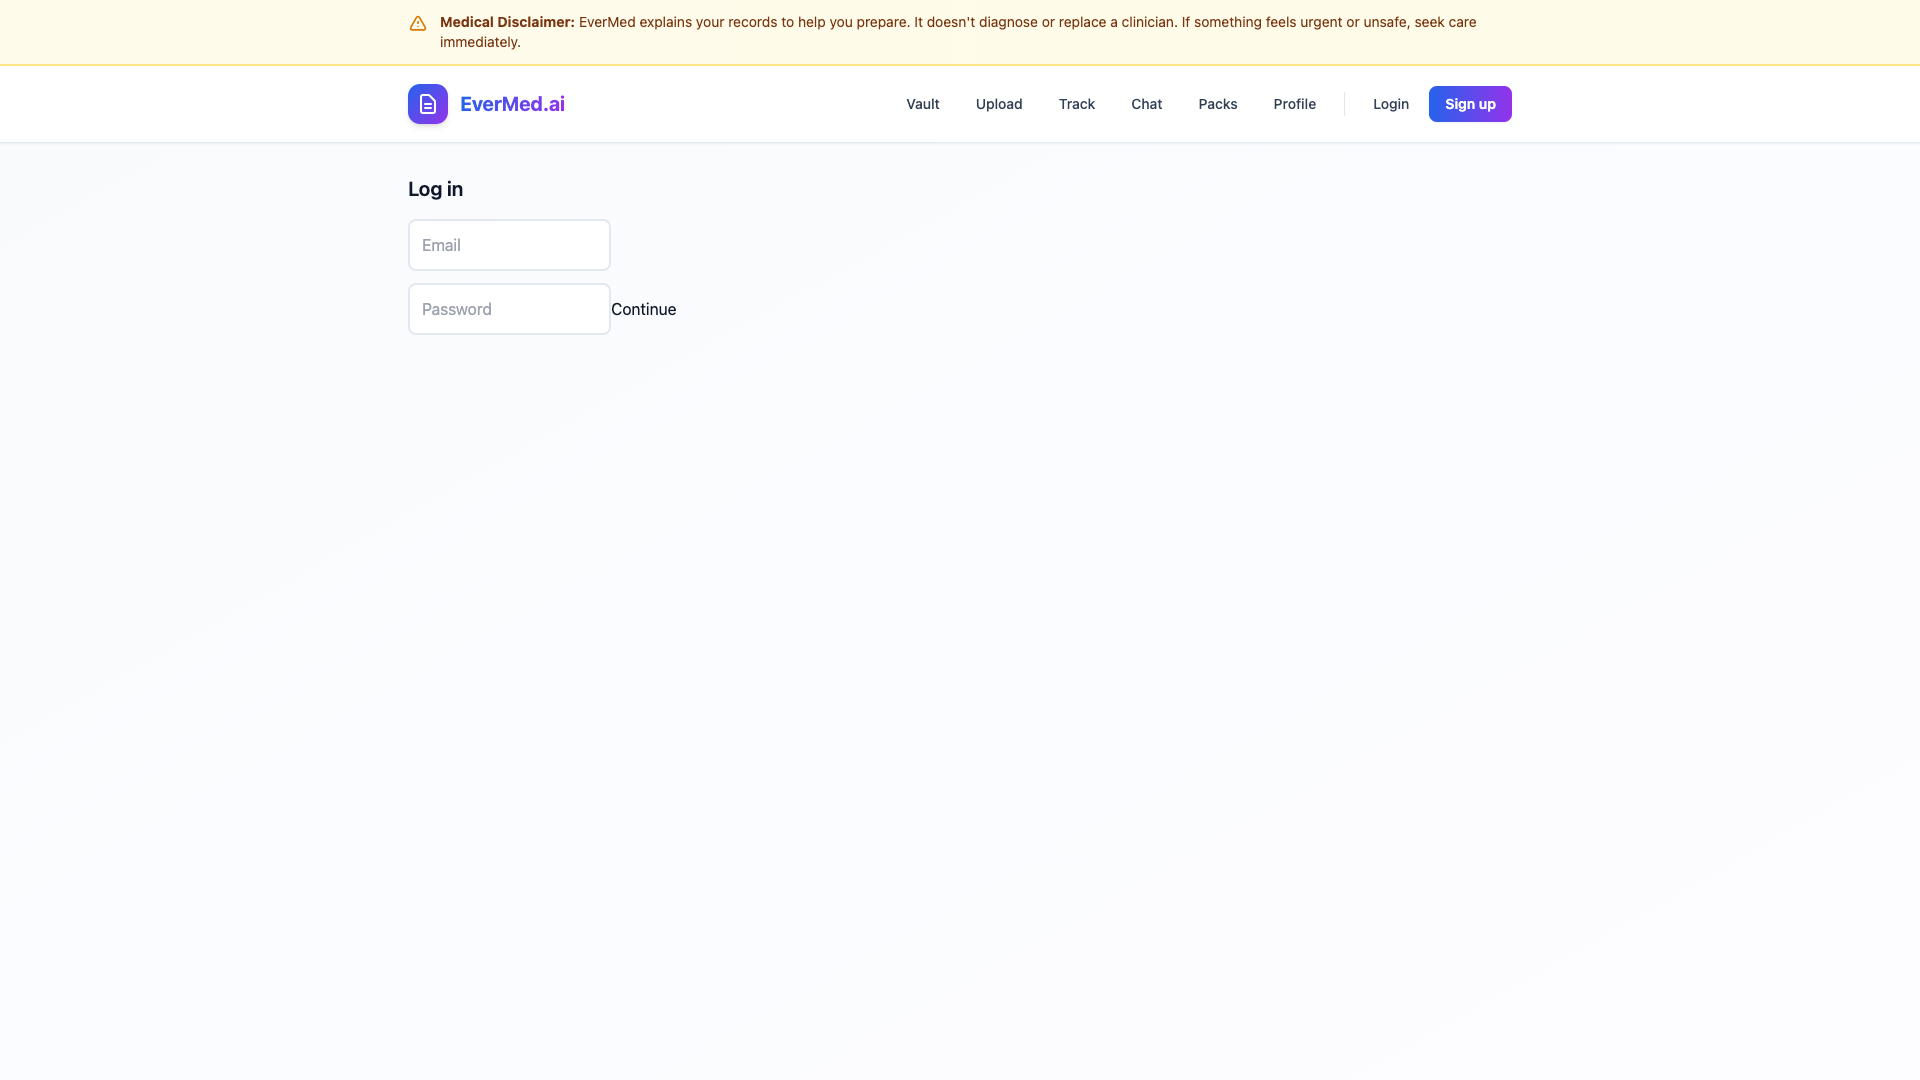 Medical Disclaimer: EverMed explains your records to help you prepare. It doesn't diagnose or replace a clinician. If something feels urgent or unsafe, seek care
immediately.
EverMed.ai
Vault
Upload
Track
Chat
Packs
Profile
Login
Sign up
Log in
Email
Password
Continue